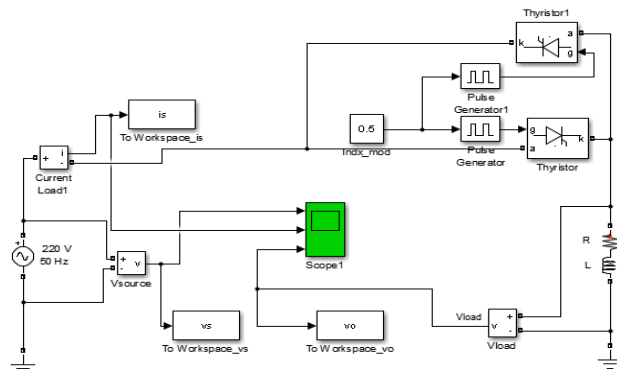 Thyristor1
a
k
g
Pulse
Generator1
is
To Workspace_is
0.5
Indx_mod
g
a
k
Pulse
Generator
Thyristor
+
i
-
Current
Load1
R
L
Scope1
+
220 V
50 Hz
+
-
v
Vsource
Vload
v
+
-
Vload
vs
To Workspace_vs
vo
To Workspace_vo